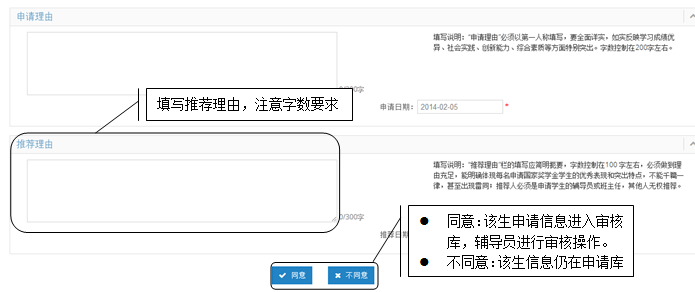 申请理由
填写说明："申请理由"必须以第一人称填写，要全面详实，如实反映学习成绩优
异、社会实践、创新能力、综合素质等方面特别突出。字数控制在200字左右。
/300字
填写推荐理由，注意字数要求
申请日期： 2014-02-05 *
推荐理由
填写说明："推荐理由"栏的填写应简明扼要，字数控制在100 字左右，必须做到理
由充足，能明确体现每名申请国家奖学金学生的优秀表现和突出特点，不能千篇一
律，甚至出现雷同；推荐人必须是申请学生的辅导员或班主任，其他人无权推荐。
0/300字
推荐日期
● 同意：该生申请信息进入审核
库，辅导员进行审核操作。
● 不同意：该生信息仍在申请库
✔ 同意
✖ 不同意